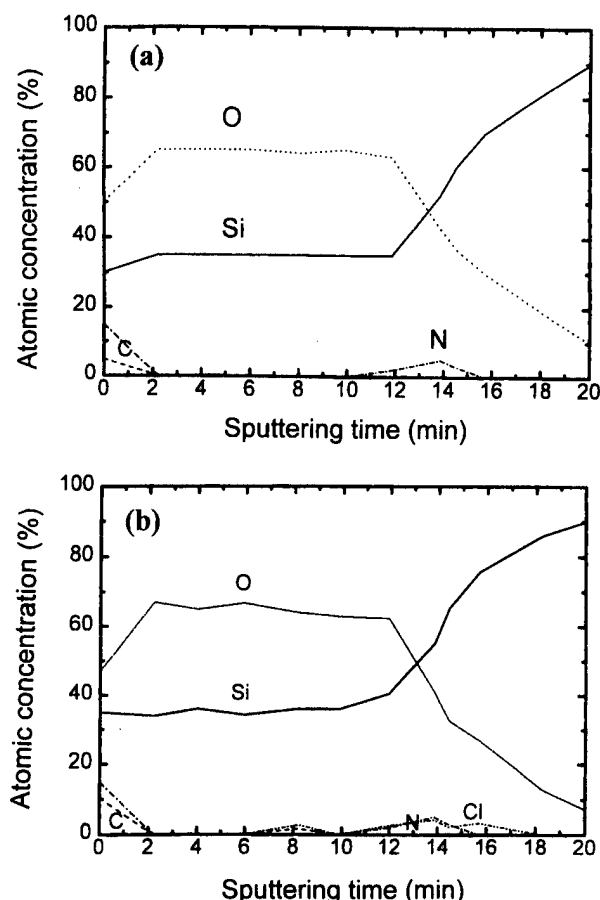 100
(a)
80
O
60
Si
40
20
C
N
0
0 2 4 6 8 10 12 14 16 18 20
Atomic concentration (%)
Sputtering time (min)
100
(b)
80
O
60
Si
40
20
C
N
Cl
0
0 2 4 6 8 10 12 14 16 18 20
Atomic concentration (%)
Sputtering time (min)